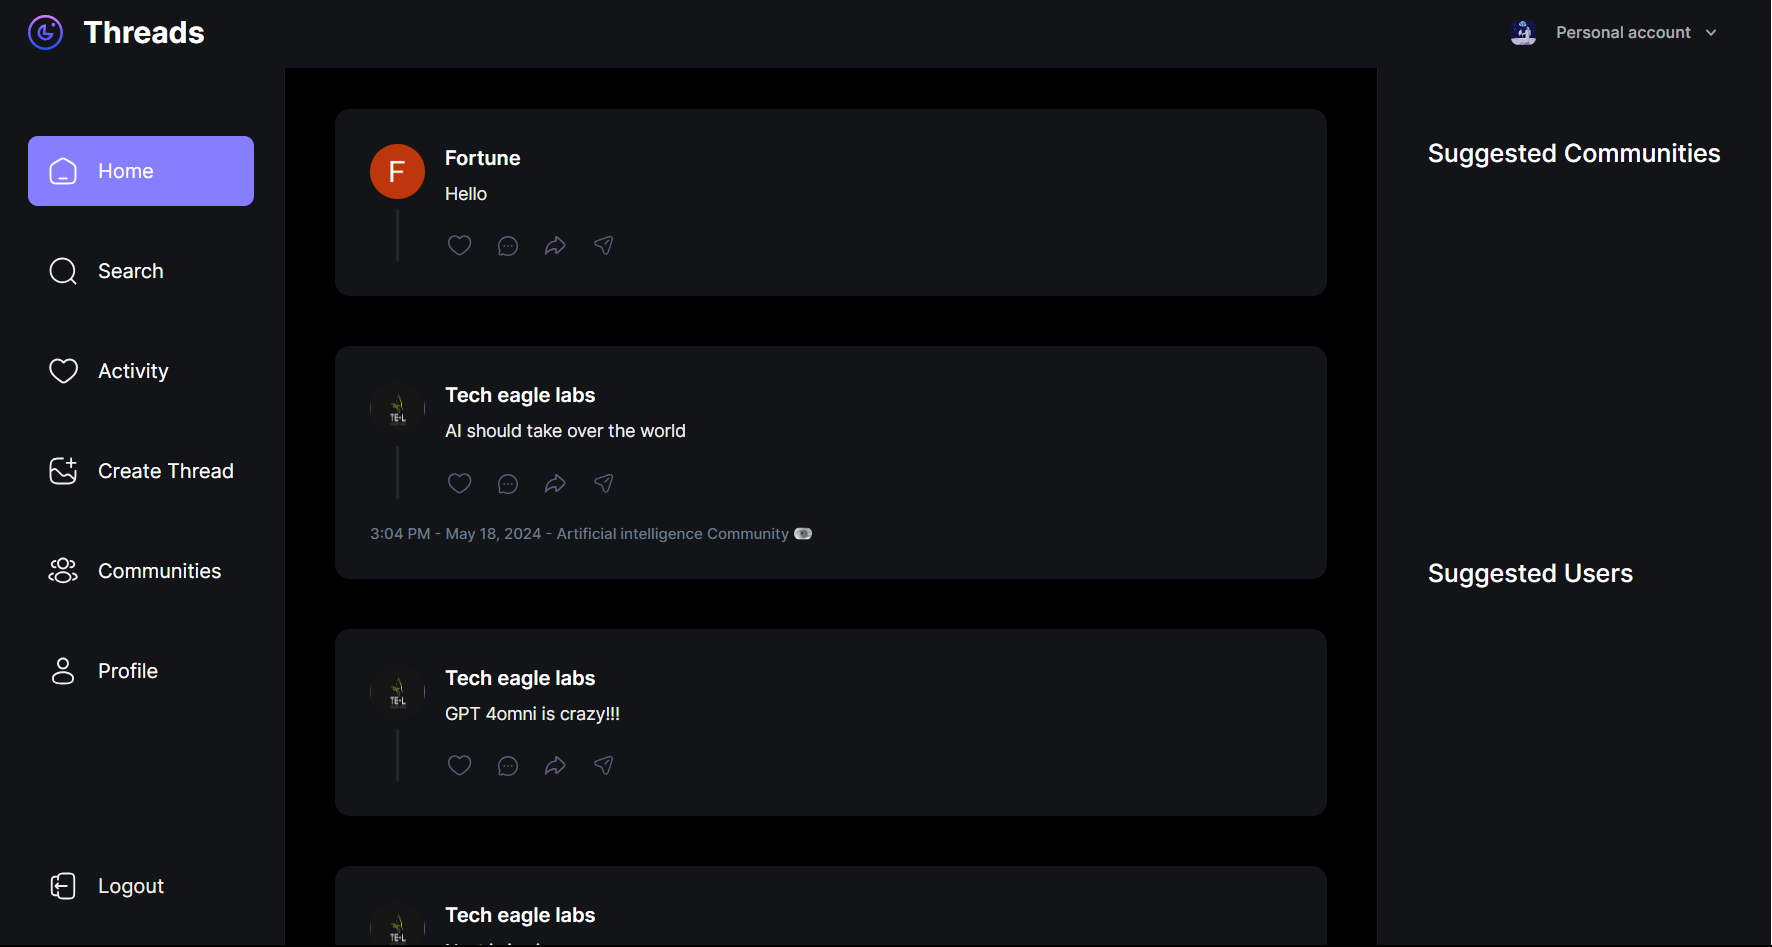 Threads
Personal account
Home
Search
Activity
Create Thread
Communities
Profile
Logout
F
Fortune
Hello
TE-L
Tech eagle labs
AI should take over the world
3:04 PM - May 18, 2024 - Artificial intelligence Community
TE-L
Tech eagle labs
GPT 4omni is crazy!!!
TE-L
Tech eagle labs
Suggested Communities
Suggested Users